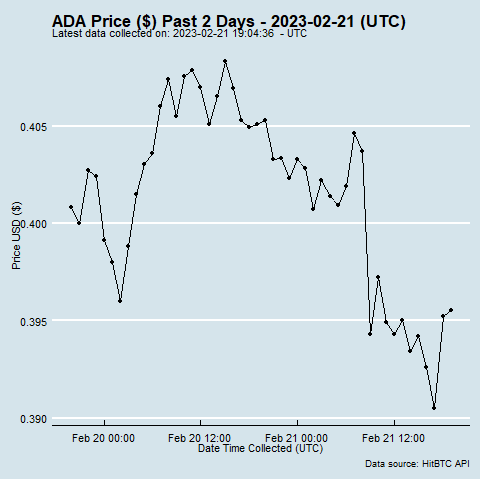 ADA Price ($) Past 2 Days - 2023-02-21 (UTC)
Latest data collected on: 2023-02-21 19:04:36 - UTC
0.405
0.400
0.395
0.390
Price USD ($)
Feb 20 00:00
Feb 20 12:00
Feb 21 00:00
Feb 21 12:00
Date Time Collected (UTC)
Data source: HitBTC API